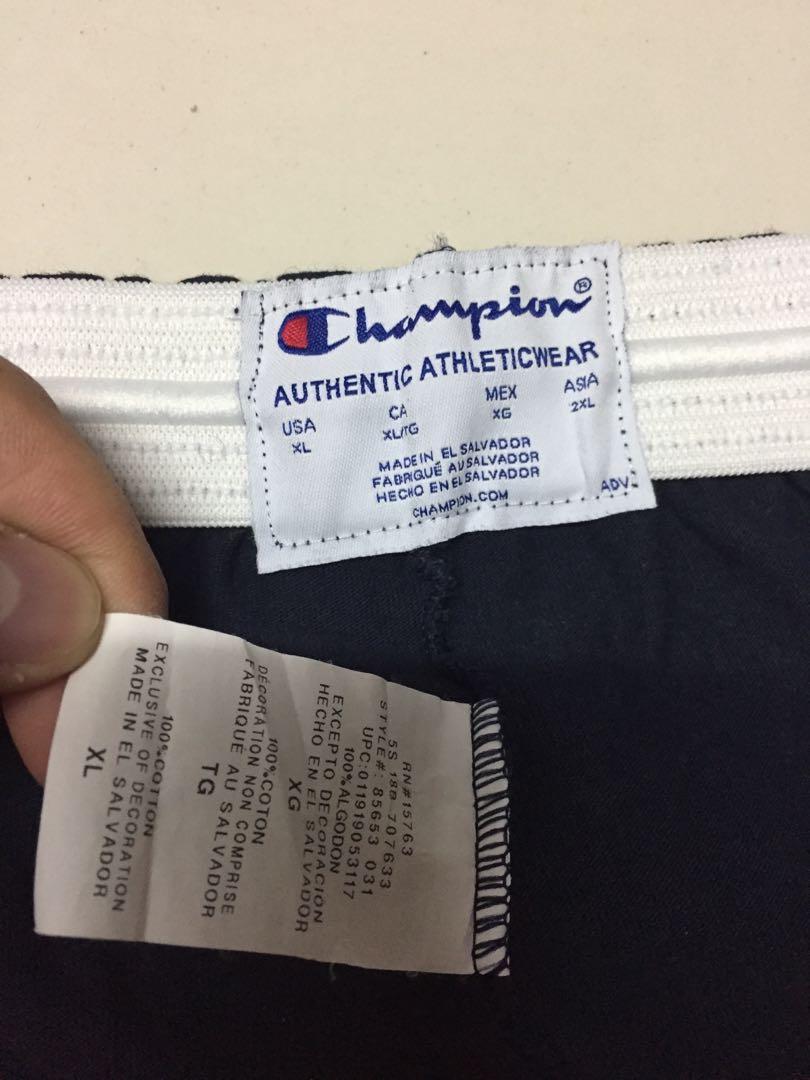 Champion®
AUTHENTIC ATHLETICWEAR
USA CA MEX ASIA
XL XL/TG XG 2XL
MADE IN EL SALVADOR
FABRIQUÉ AU SALVADOR
HECHO EN EL SALVADOR
CHAMPION.COM
ADV
RN#15763
5S 18B-707633
STYLE#: 85653 031
UPC:011919053117
100%ALGODON
EXCEPTO DECORACIÓN
HECHO EN EL SALVADOR
XG
100%COTON
DÉCORATION NON COMPRISE
FABRIQUÉ AU SALVADOR
TG
100%COTTON
EXCLUSIVE OF DECORATION
MADE IN EL SALVADOR
XL